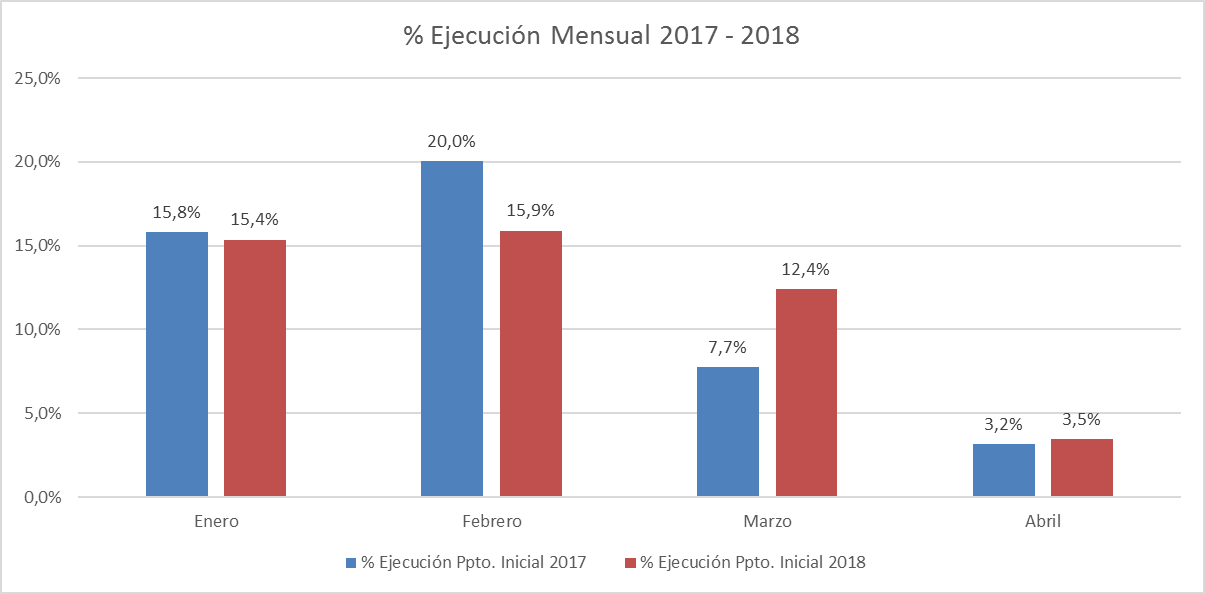 % Ejecución Mensual 2017 - 2018
25,0%
20,0%
15,0%
10,0%
5,0%
0,0%
15,8%
15,4%
20,0%
15,9%
7,7%
12,4%
3,2%
3,5%
Enero
Febrero
Marzo
Abril
% Ejecución Ppto. Inicial 2017
% Ejecución Ppto. Inicial 2018